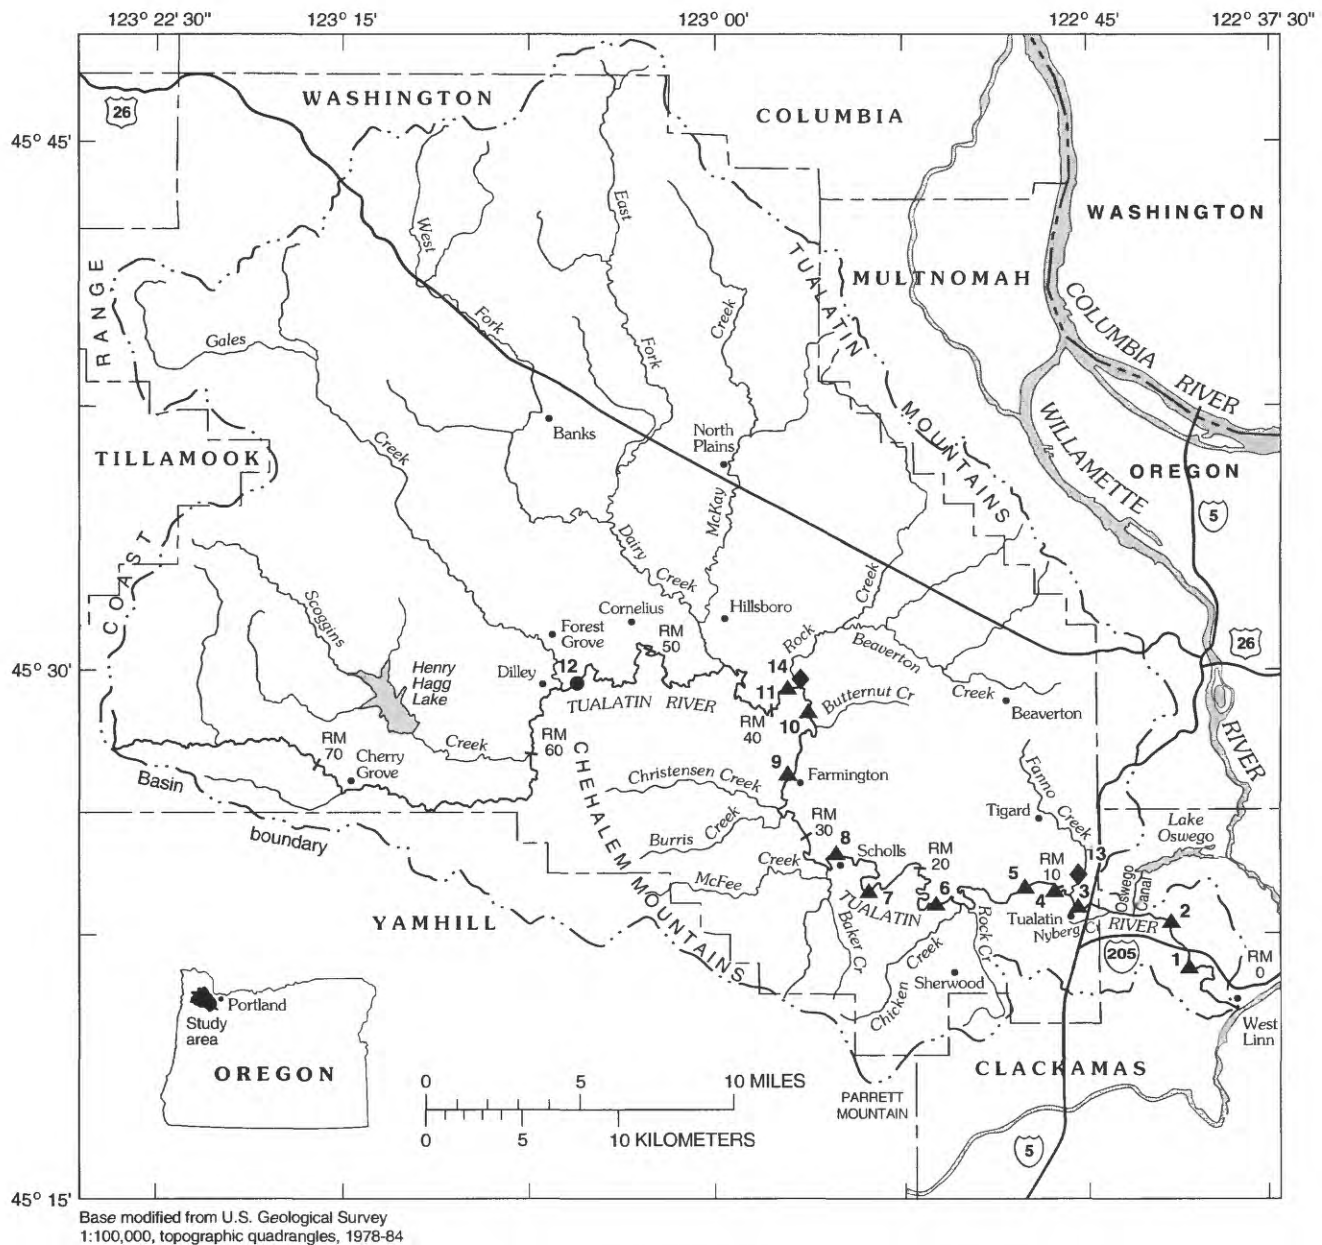 123° 22' 30"
123° 15'
123° 00'
122° 45'
122° 37' 30"
26
WASHINGTON
COLUMBIA
45° 45'
West
East
WASHINGTON
RANGE
TUALATIN
MULTNOMAH
Gales
Fork
Fork
Creek
COLUMBIA
RIVER
Banks
North
Plains
MOUNTAINS
WILLAMETTE
TILLAMOOK
Creek
OREGON
McKay
5
COAST
Dairy
Creek
Creek
Scoggins
Cornelius
Hillsboro
Forest
Grove
RM
50
Rock
Beaverton
26
45° 30'
Dilley
12
14
Henry
Hagg
Lake
TUALATIN RIVER
11
Butternut Cr
Creek
Beaverton
RM
40
10
RM
70
Creek
RM
60
RIVER
Cherry
Grove
CHEHALEM MOUNTAINS
9
Farmington
Basin
Christensen Creek
Fanno
Creek
boundary
RM
30
Tigard
Lake
Oswego
Burris
Creek
8
Scholls
RM
20
13
McFee
Creek
5
RM
10
Oswego
Canal
7
6
4
3
2
TUALATIN
Tualatin
Nyberg Cr
RIVER
YAMHILL
Baker Cr
Creek
Rock Cr
205
1
RM
0
Sherwood
Chicken
Portland
Study
area
West
Linn
OREGON
0
5
10 MILES
CLACKAMAS
PARRETT
MOUNTAIN
0
5
10 KILOMETERS
5
45° 15'
Base modified from U.S. Geological Survey
1:100,000, topographic quadrangles, 1978-84